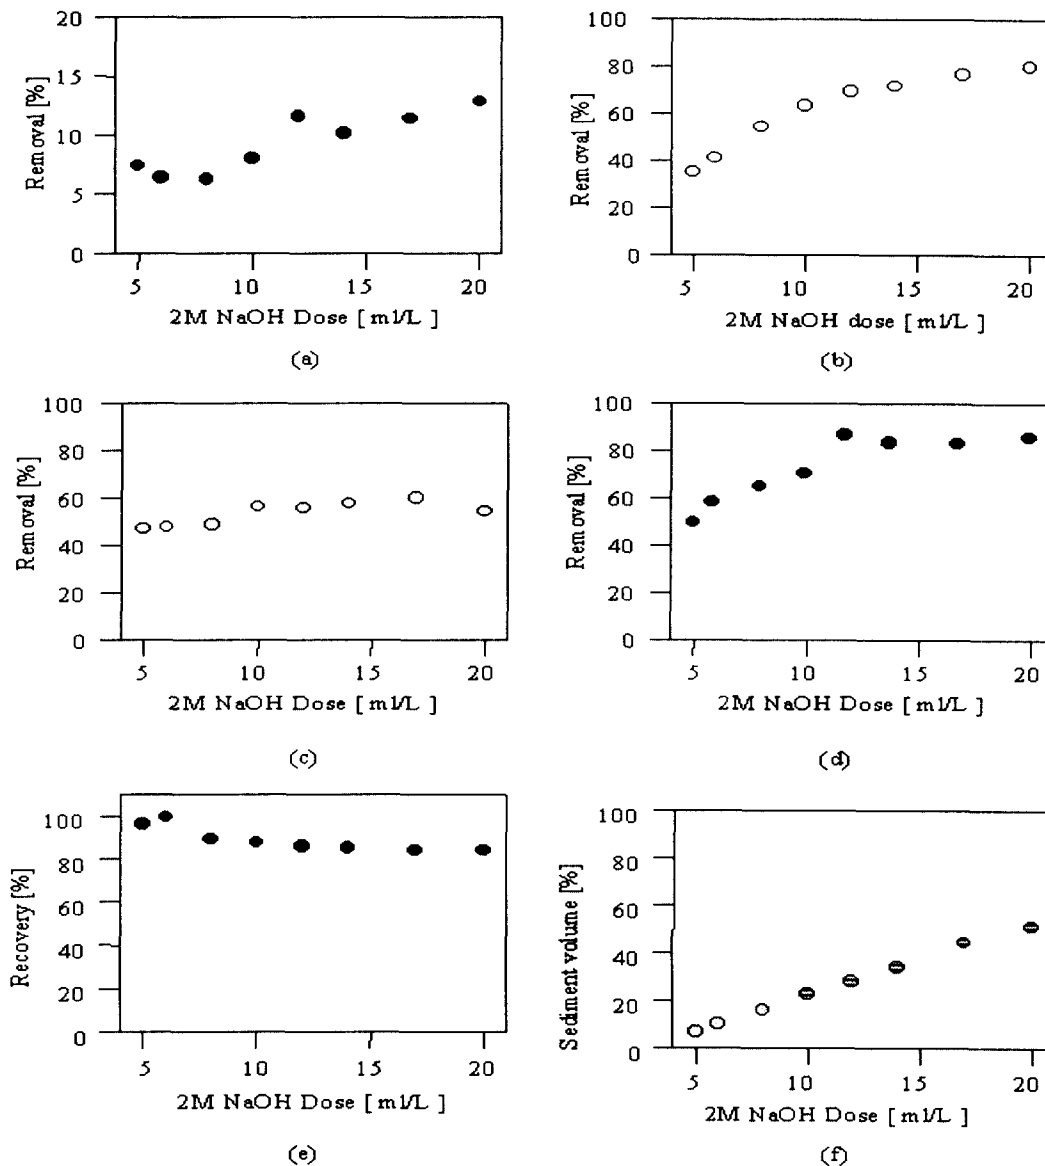 20
15
10
5
0
Removal [%]
5 10 15 20
2M NaOH Dose [ ml/L ]
(a)
100
80
60
40
20
0
Removal [%]
5 10 15 20
2M NaOH dose [ ml/L ]
(b)
100
80
60
40
20
0
Removal [%]
5 10 15 20
2M NaOH Dose [ ml/L ]
(c)
100
80
60
40
20
0
Removal [%]
5 10 15 20
2M NaOH Dose [ ml/L ]
(d)
100
80
60
40
20
0
Recovery [%]
5 10 15 20
2M NaOH Dose [ ml/L ]
(e)
100
80
60
40
20
0
Sediment volume [%]
5 10 15 20
2M NaOH Dose [ ml/L ]
(f)